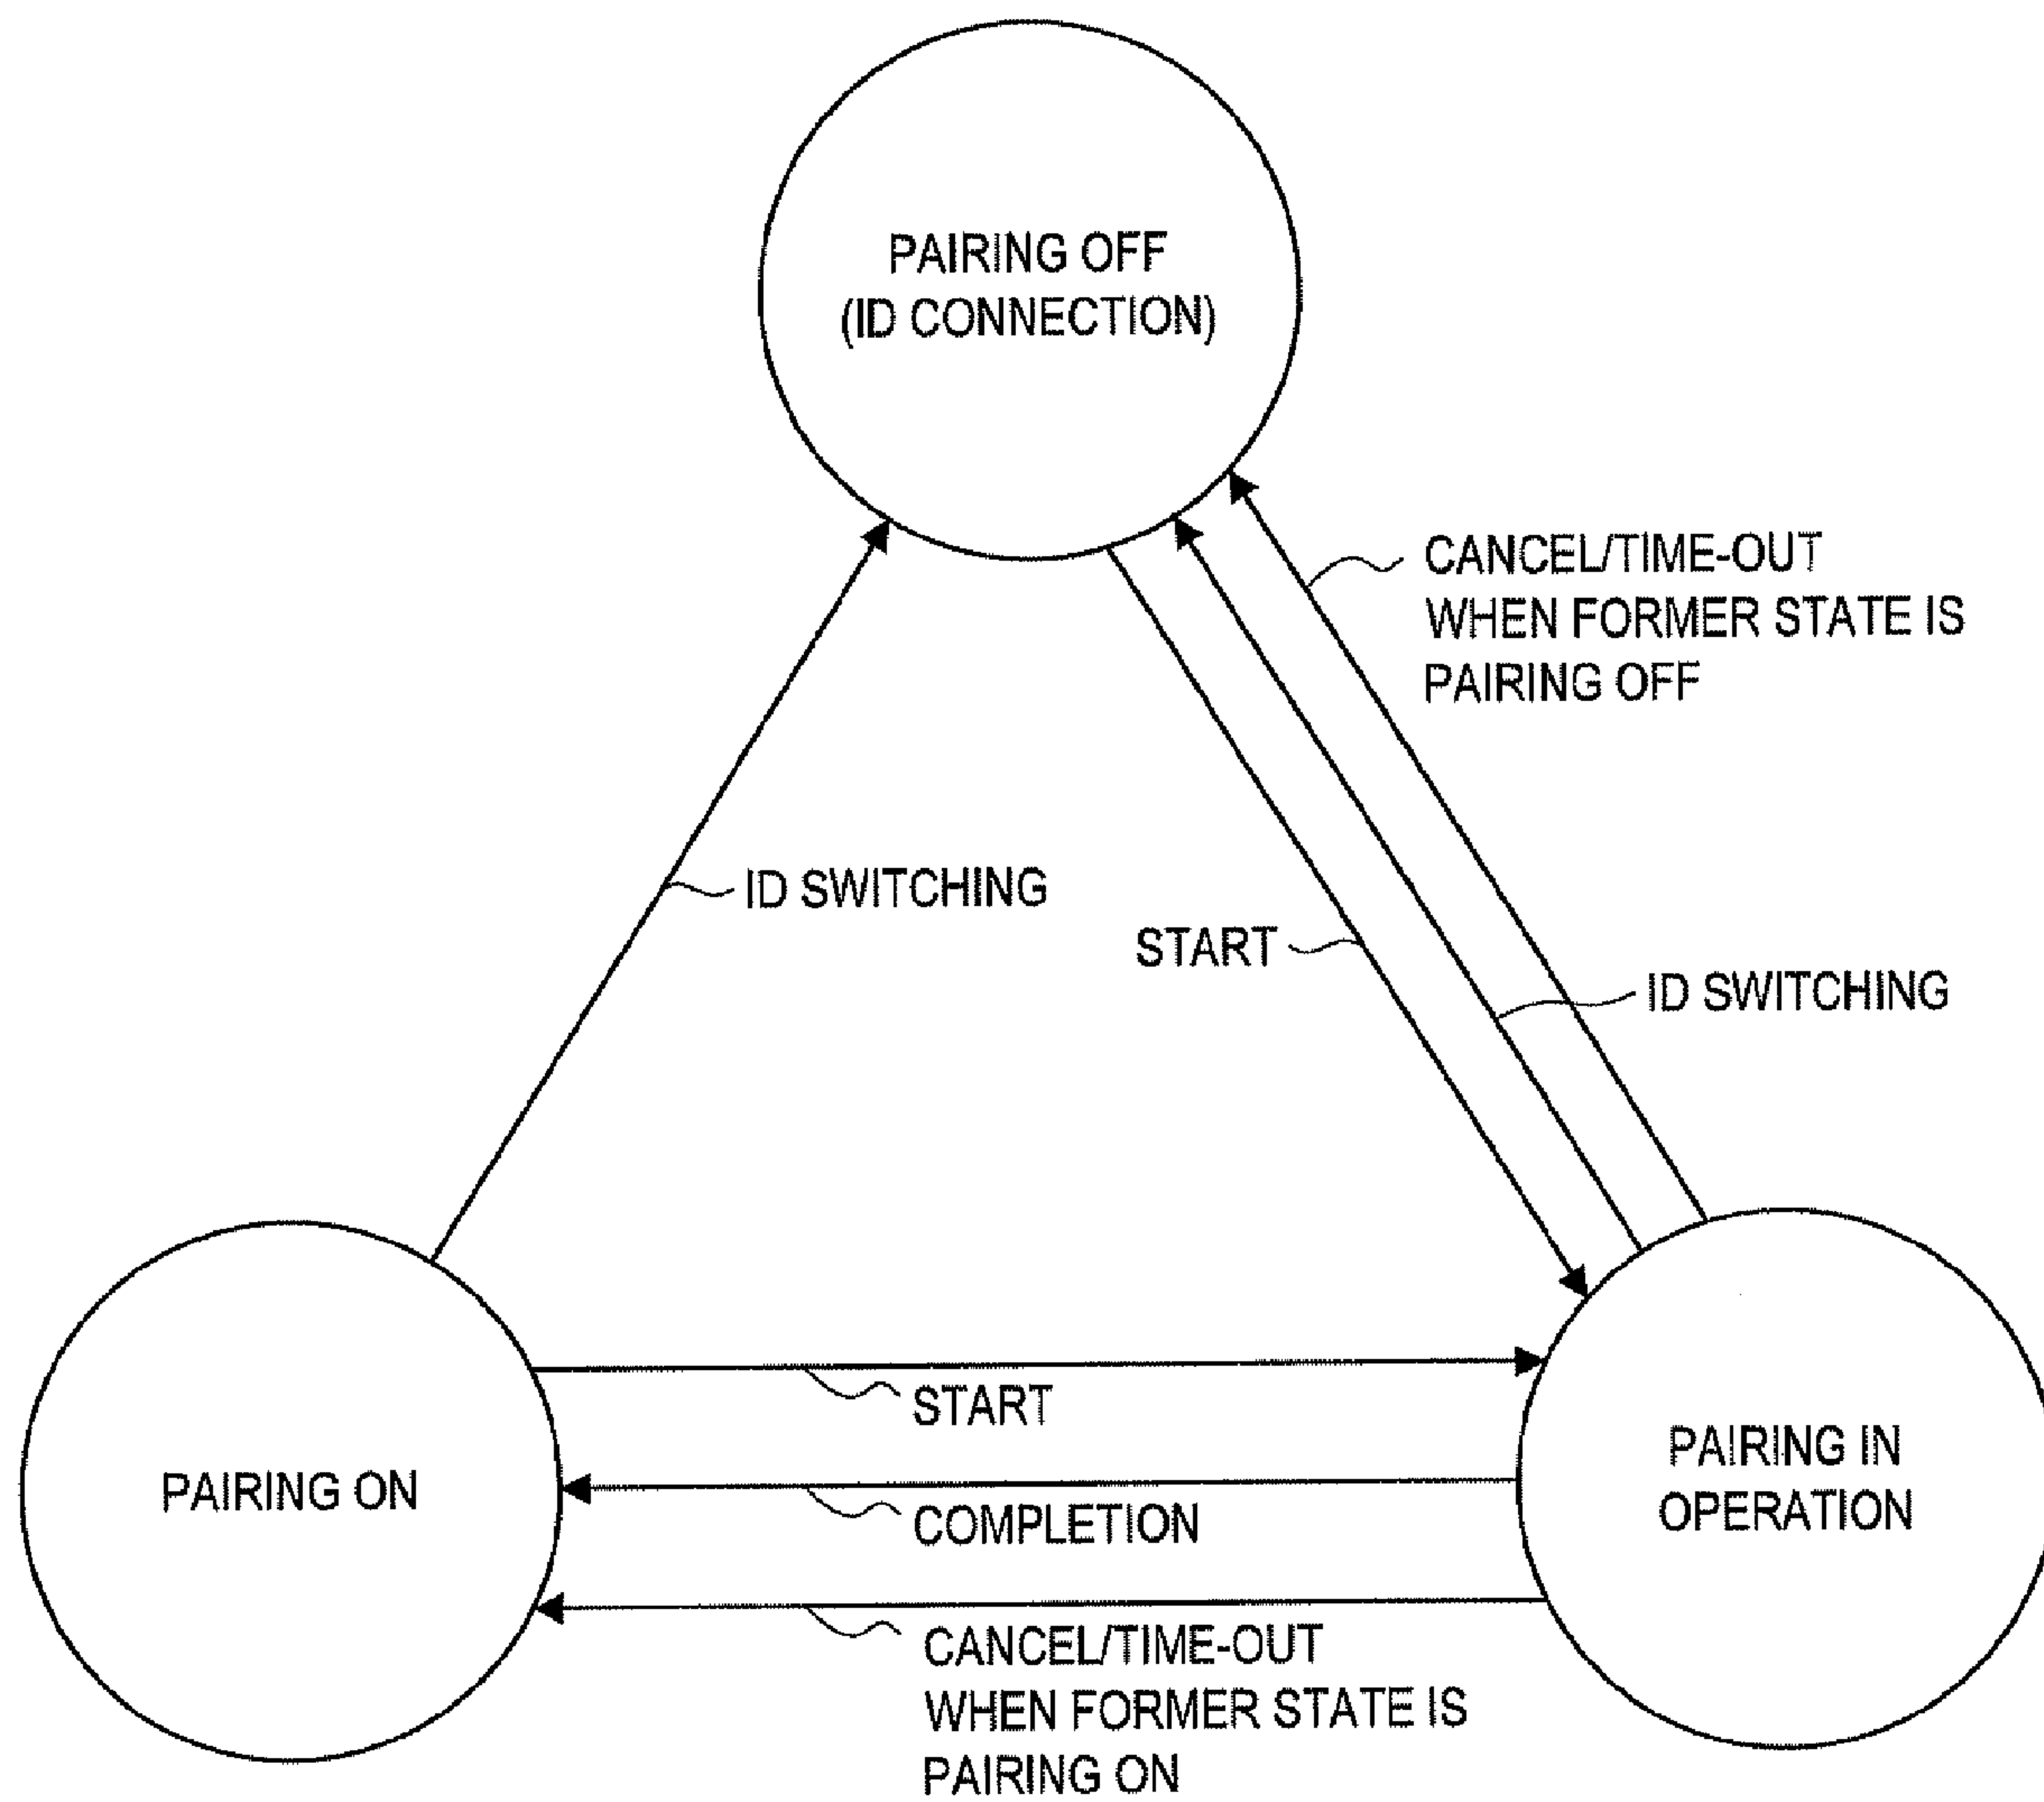 PAIRING OFF
(ID CONNECTION)
CANCEL/TIME-OUT
WHEN FORMER STATE IS
PAIRING OFF
ID SWITCHING
START
ID SWITCHING
START
PAIRING ON
COMPLETION
PAIRING IN
OPERATION
CANCEL/TIME-OUT
WHEN FORMER STATE IS
PAIRING ON